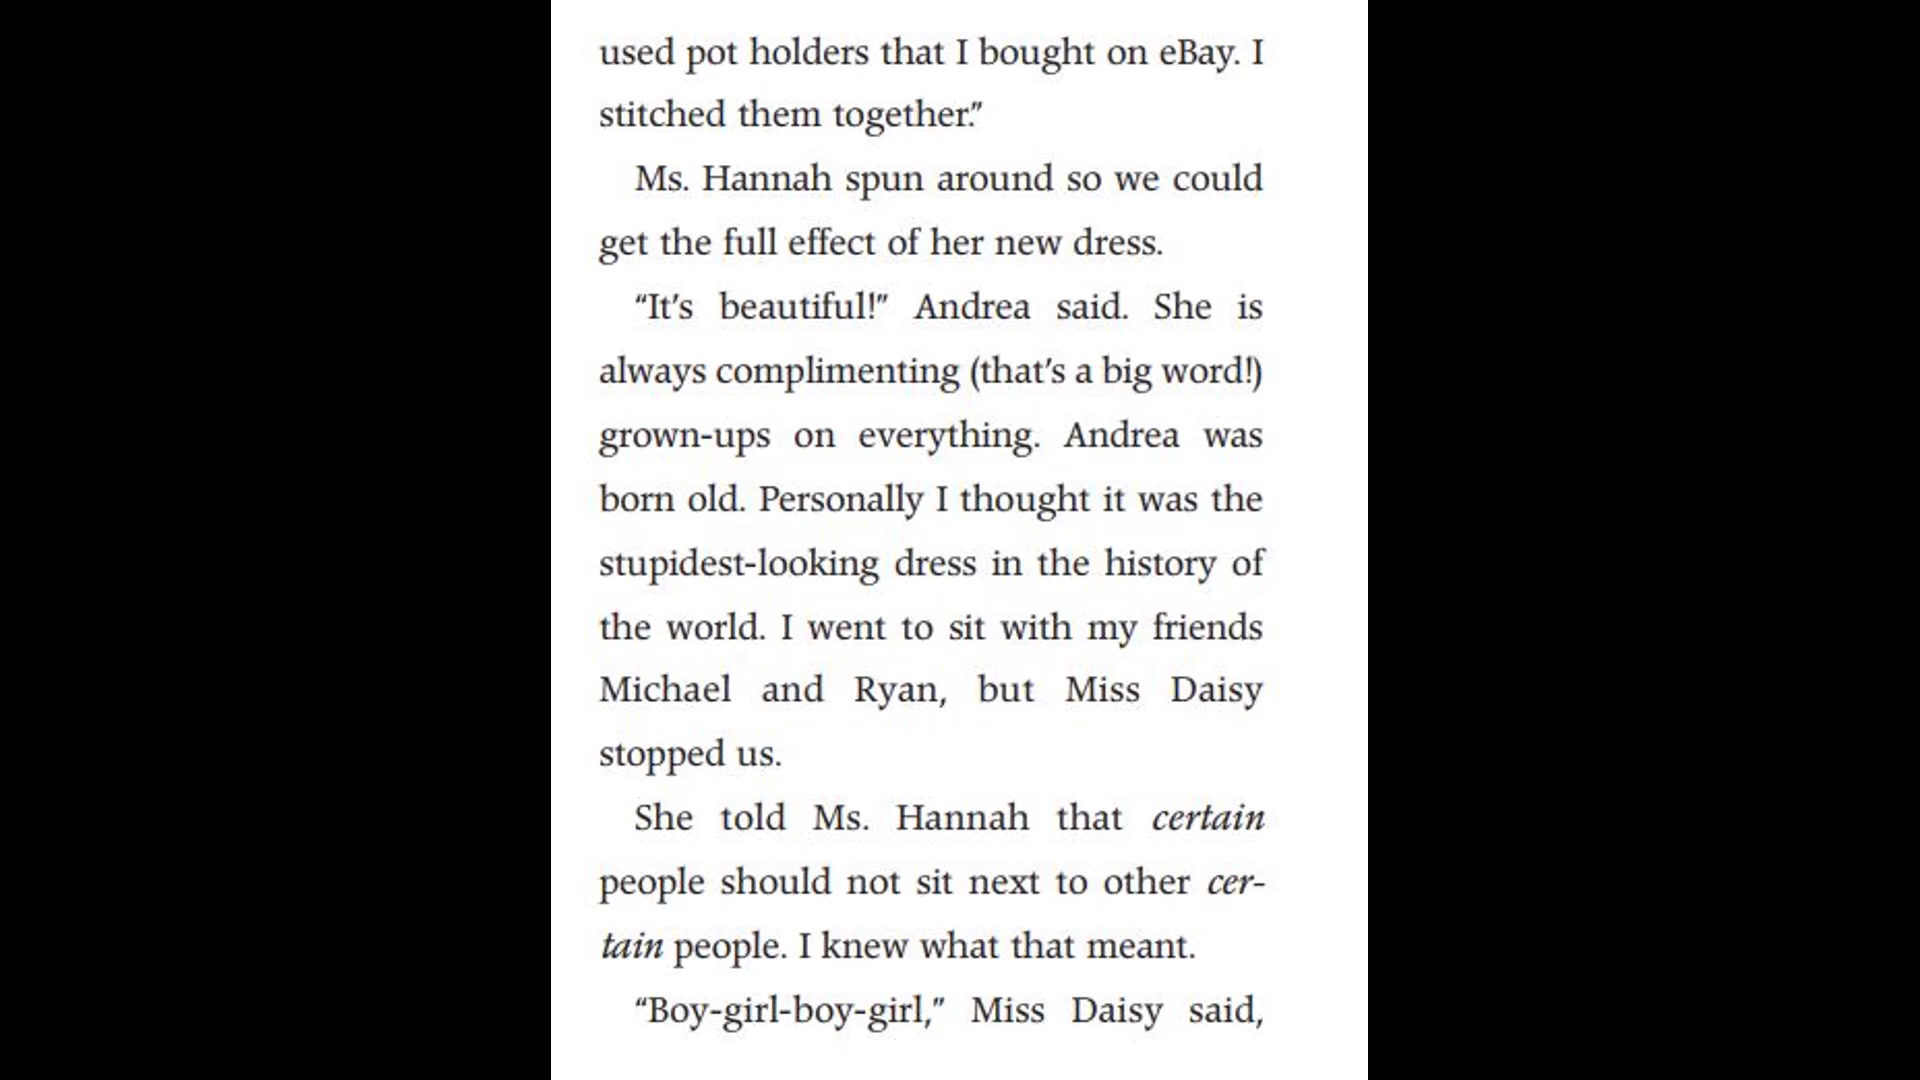 used pot holders that I bought on eBay. I
stitched them together.”
Ms. Hannah spun around so we could
get the full effect of her new dress.
“It’s beautiful!” Andrea said. She is
always complimenting (that’s a big word!)
grown-ups on everything. Andrea was
born old. Personally I thought it was the
stupidest-looking dress in the history of
the world. I went to sit with my friends
Michael and Ryan, but Miss Daisy
stopped us.
She told Ms. Hannah that certain
people should not sit next to other cer-
tain people. I knew what that meant.
“Boy-girl-boy-girl,” Miss Daisy said,